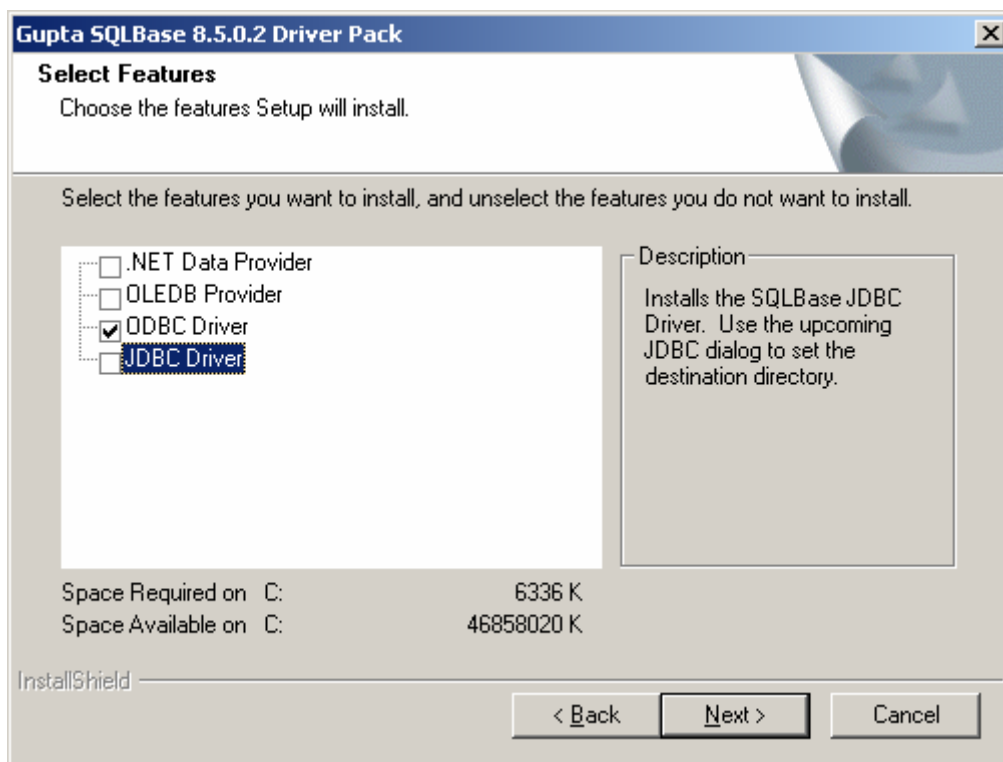 Gupta SQLBase 8.5.0.2 Driver Pack
Select Features
Choose the features Setup will install.
Select the features you want to install, and unselect the features you do not want to install.
.NET Data Provider
OLEDB Provider
ODBC Driver
JDBC Driver
Description
Installs the SQLBase JDBC
Driver. Use the upcoming
JDBC dialog to set the
destination directory.
Space Required on C: 6336 K
Space Available on C: 46858020 K
InstallShield
< Back Next > Cancel